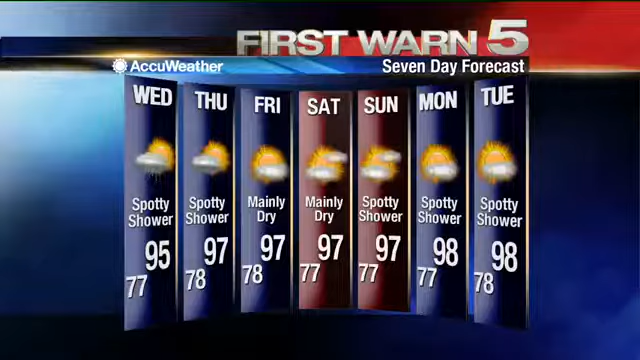 FIRST WARN 5
AccuWeather
Seven Day Forecast
WED THU FRI SAT SUN MON TUE
Spotty Shower Spotty Shower Mainly Dry Mainly Dry Spotty Shower Spotty Shower Spotty Shower
95 97 97 97 97 98 98
77 78 78 77 77 77 78